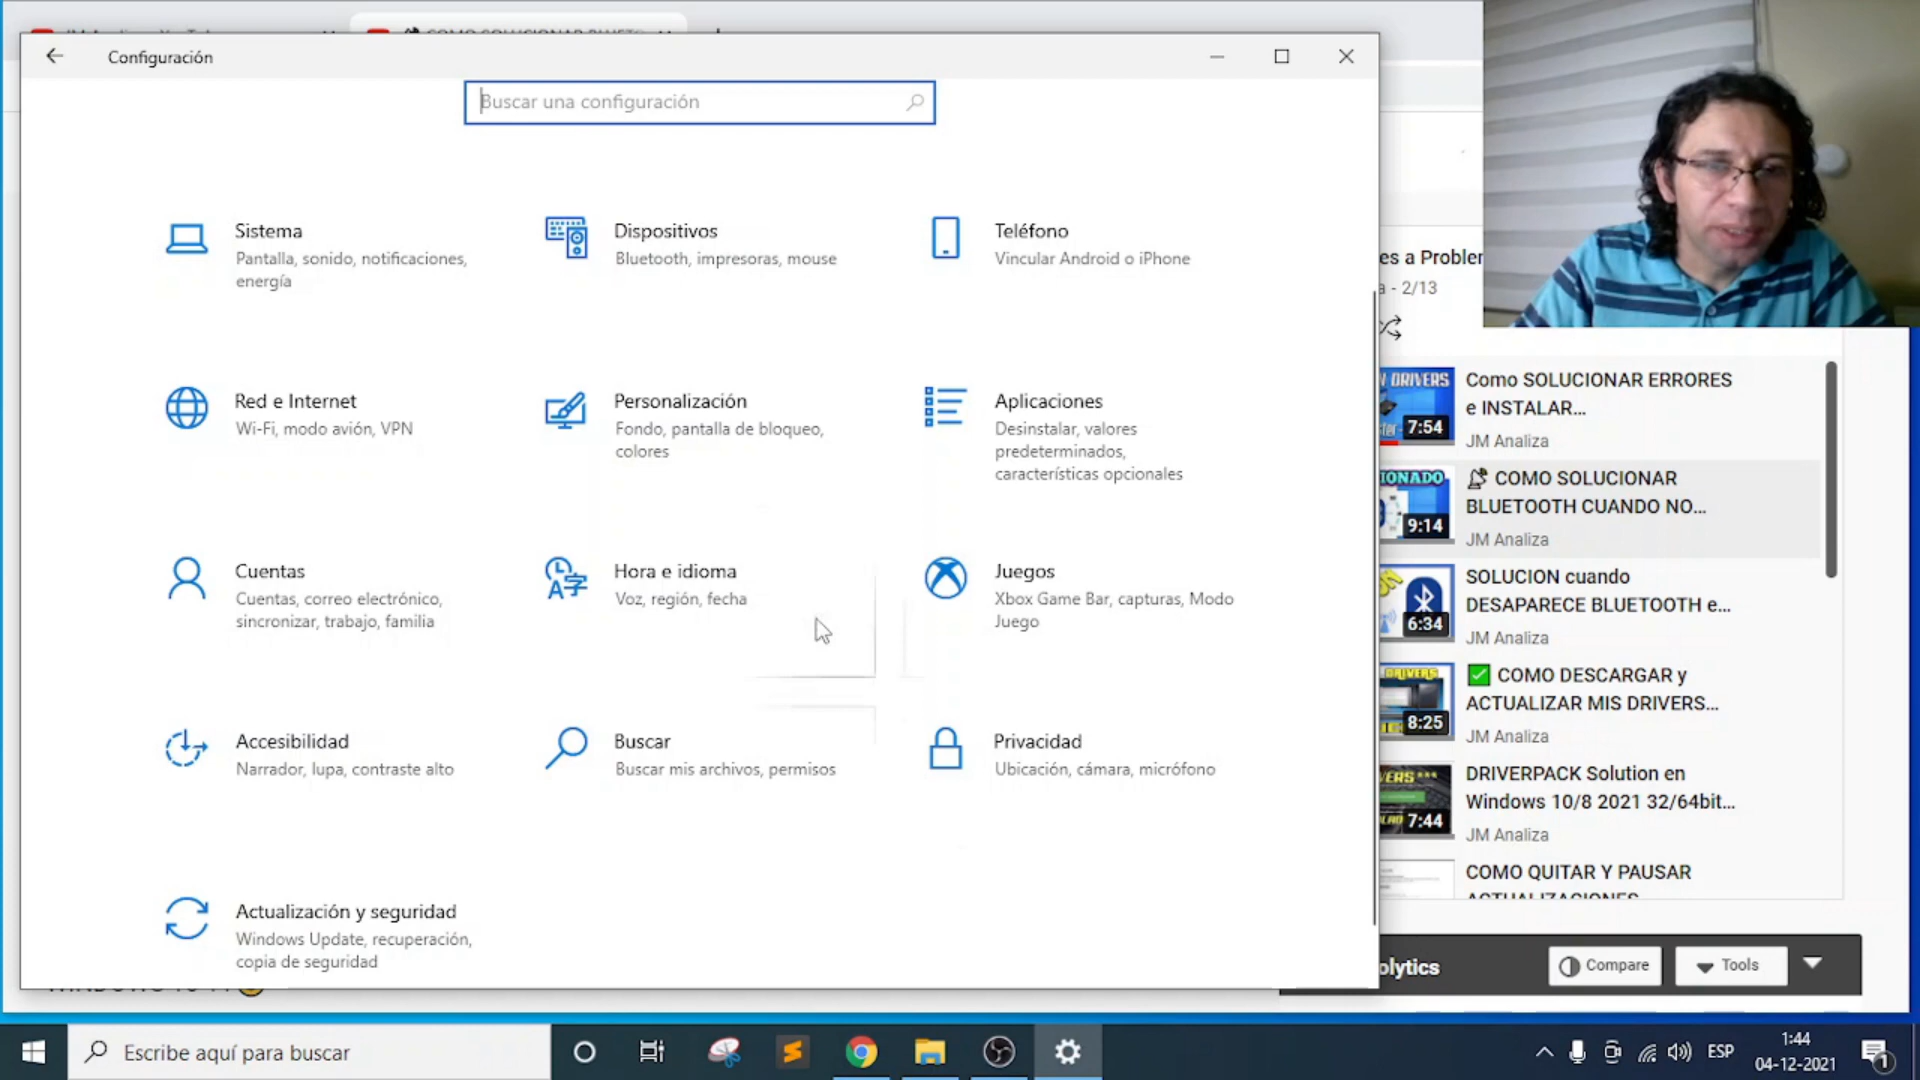 Configuración
Buscar una configuración
Sistema
Pantalla, sonido, notificaciones,
energía
Dispositivos
Bluetooth, impresoras, mouse
Teléfono
Vincular Android o iPhone
Red e Internet
Wi-Fi, modo avión, VPN
Personalización
Fondo, pantalla de bloqueo,
colores
Aplicaciones
Desinstalar, valores
predeterminados,
características opcionales
Cuentas
Cuentas, correo electrónico,
sincronizar, trabajo, familia
Hora e idioma
Voz, región, fecha
Juegos
Xbox Game Bar, capturas, Modo
Juego
Accesibilidad
Narrador, lupa, contraste alto
Buscar
Buscar mis archivos, permisos
Privacidad
Ubicación, cámara, micrófono
Actualización y seguridad
Windows Update, recuperación,
copia de seguridad
es a Probler
a - 2/13
DRIVERS
7:54
Como SOLUCIONAR ERRORES
e INSTALAR...
JM Analiza
IONADO
9:14
COMO SOLUCIONAR
BLUETOOTH CUANDO NO...
JM Analiza
6:34
SOLUCION cuando
DESAPARECE BLUETOOTH e...
JM Analiza
DRIVERS
8:25
COMO DESCARGAR y
ACTUALIZAR MIS DRIVERS...
JM Analiza
VERS***
7:44
DRIVERPACK Solution en
Windows 10/8 2021 32/64bit...
JM Analiza
COMO QUITAR Y PAUSAR
ACTUALIZACIONES
olytics
Compare
Tools
Escribe aquí para buscar
ESP
1:44
04-12-2021
1